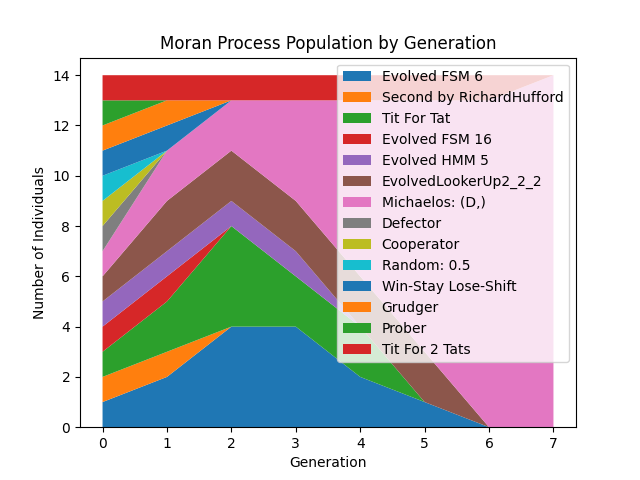 Moran Process Population by Generation
14
12
10
8
6
4
2
0
Number of Individuals
Evolved FSM 6
Second by RichardHufford
Tit For Tat
Evolved FSM 16
Evolved HMM 5
EvolvedLookerUp2_2_2
Michaelos: (D,)
Defector
Cooperator
Random: 0.5
Win-Stay Lose-Shift
Grudger
Prober
Tit For 2 Tats
0 1 2 3 4 5 6 7
Generation